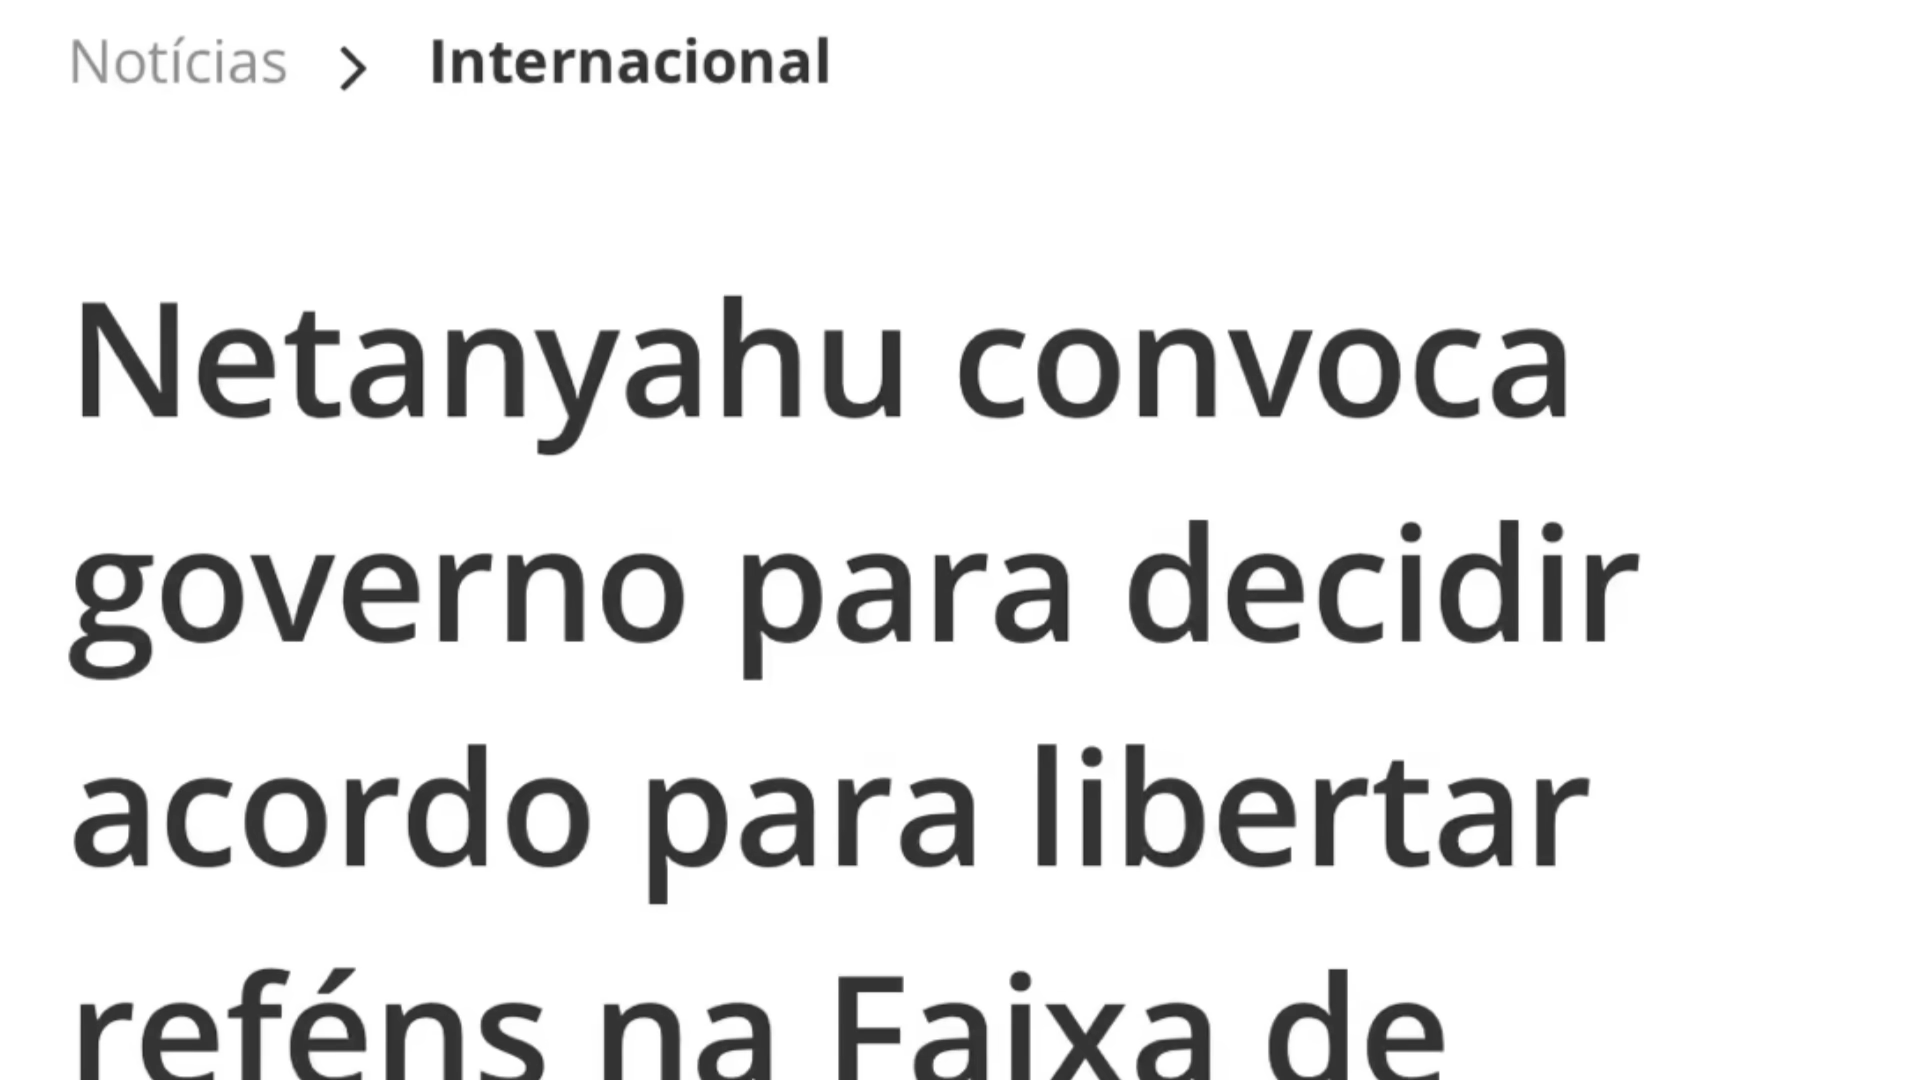 Notícias > Internacional
Netanyahu convoca
governo para decidir
acordo para libertar
reféns na Faixa de